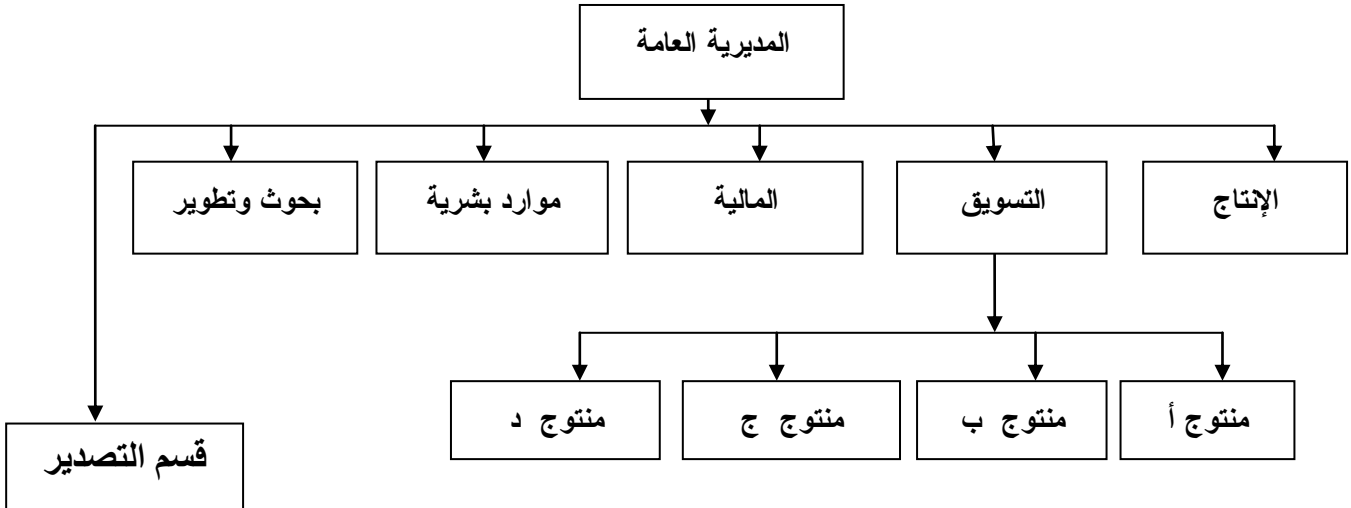 المديرية العامة
الإنتاج
التسويق
المالية
موارد بشرية
بحوث وتطوير
منتوج أ
منتوج ب
منتوج ج
منتوج د
قسم التصدير